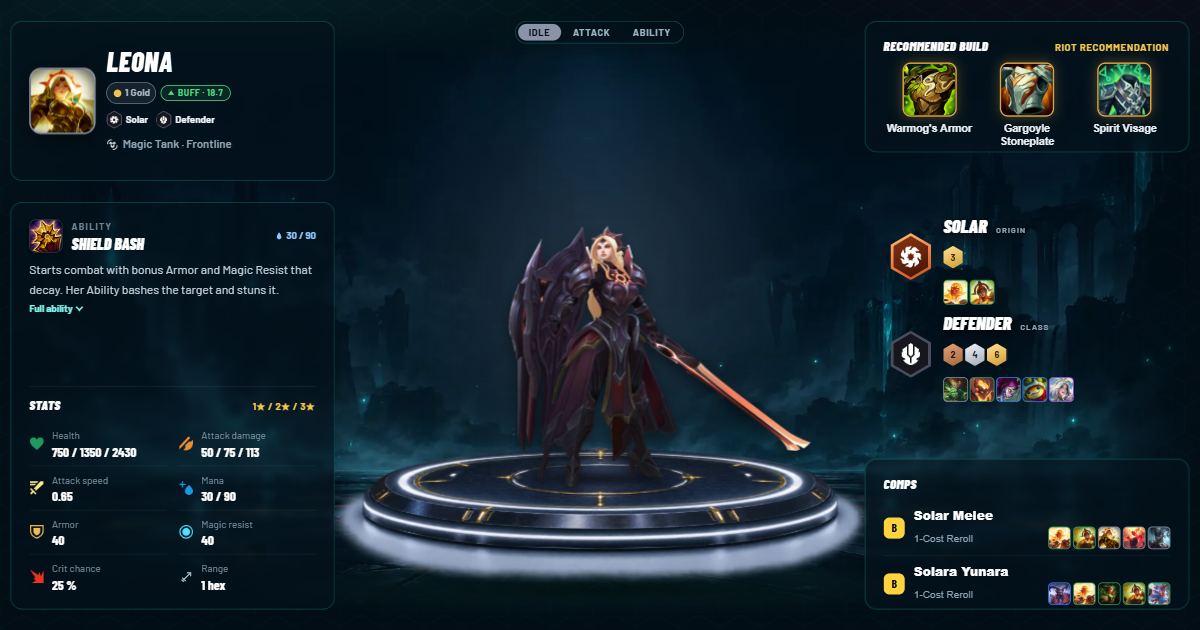 LEONA
1 Gold
BUFF · 18.7
Solar
Defender
Magic Tank · Frontline
ABILITY
SHIELD BASH
30 / 90
Starts combat with bonus Armor and Magic Resist that
decay. Her Ability bashes the target and stuns it.
Full ability
STATS
1★ / 2★ / 3★
Health
750 / 1350 / 2430
Attack damage
50 / 75 / 113
Attack speed
0.65
Mana
30 / 90
Armor
40
Magic resist
40
Crit chance
25 %
Range
1 hex
IDLE
ATTACK
ABILITY
RECOMMENDED BUILD
RIOT RECOMMENDATION
Warmog's Armor
Gargoyle
Stoneplate
Spirit Visage
SOLAR
ORIGIN
3
DEFENDER
CLASS
2
4
6
COMPS
B
Solar Melee
1-Cost Reroll
B
Solara Yunara
1-Cost Reroll